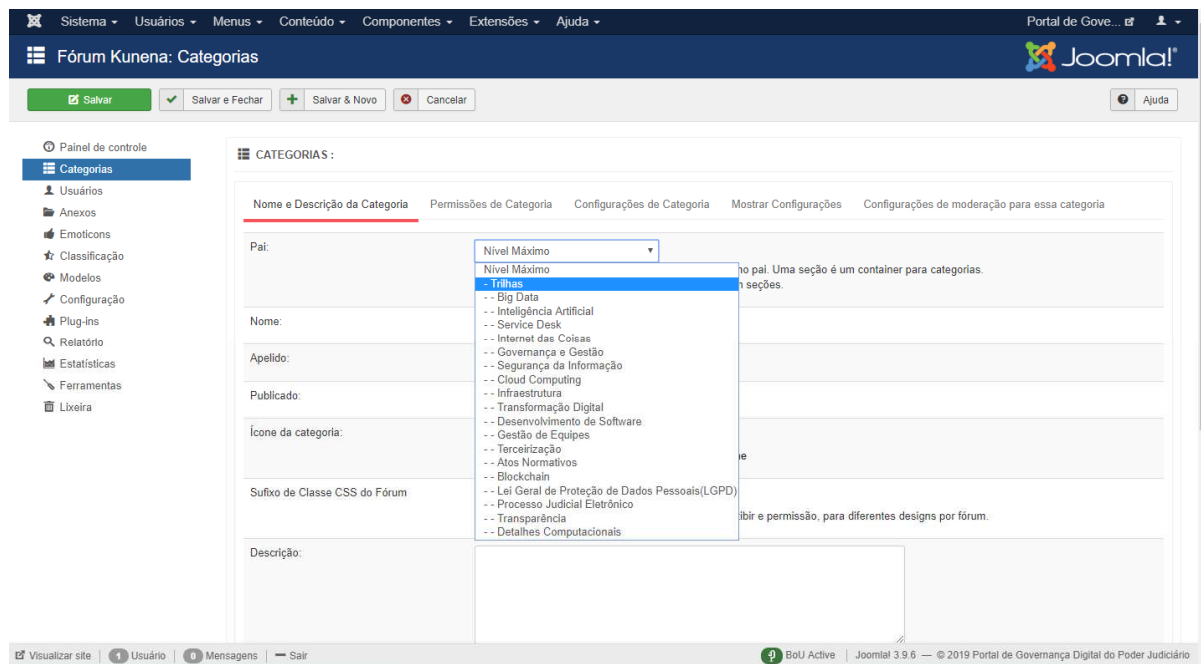 Sistema Usuários Menus Conteúdo Componentes Extensões Ajuda Portal de Gove...
Fórum Kunena: Categorias Joomla!®
Salvar Salvar e Fechar Salvar & Novo Cancelar Ajuda
Painel de controle
Categorias
Usuários
Anexos
Emoticons
Classificação
Modelos
Configuração
Plug-ins
Relatório
Estatísticas
Ferramentas
Lixeira
CATEGORIAS :
Nome e Descrição da Categoria Permissões de Categoria Configurações de Categoria Mostrar Configurações Configurações de moderação para essa categoria
Pai:
Nível Máximo
Nível Máximo
- Trilhas
- - Big Data
- - Inteligência Artificial
- - Service Desk
- - Internet das Coisas
- - Governança e Gestão
- - Segurança da Informação
- - Cloud Computing
- - Infraestrutura
- - Transformação Digital
- - Desenvolvimento de Software
- - Gestão de Equipes
- - Terceirização
- - Atos Normativos
- - Blockchain
- - Lei Geral de Proteção de Dados Pessoais(LGPD)
- - Processo Judicial Eletrônico
- - Transparência
- - Detalhes Computacionais
pai. Uma seção é um container para categorias.
seções.
Nome:
Apelido:
Publicado:
Ícone da categoria:
Sufixo de Classe CSS do Fórum
e permissão, para diferentes designs por fórum.
Descrição:
Visualizar site 1 Usuário 0 Mensagens Sair BoU Active Joomla! 3.9.6 — © 2019 Portal de Governança Digital do Poder Judiciário